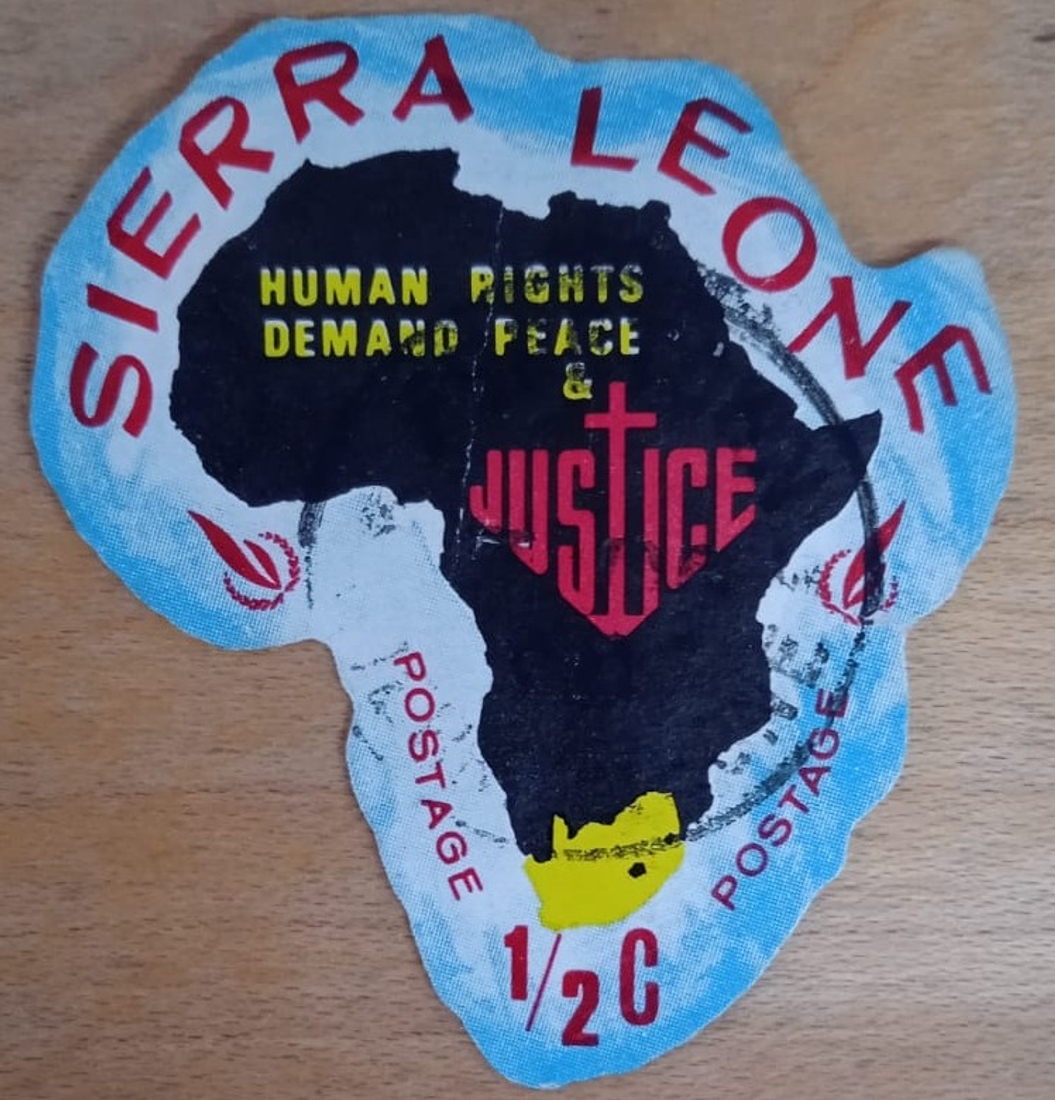 SIERRA LEONE
HUMAN RIGHTS
DEMAND PEACE
&
JUSTICE
POSTAGE
POSTAGE
1/2 C